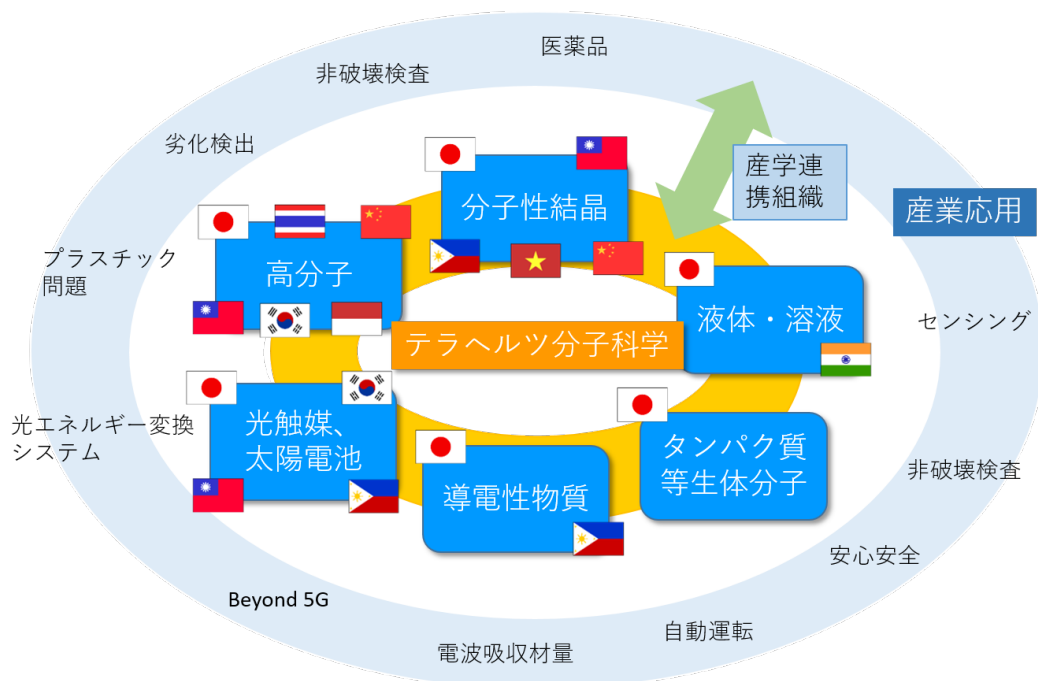 医薬品
非破壊検査
劣化検出
産学連
携組織
分子性結晶
産業応用
プラスチック
問題
高分子
液体・溶液
センシング
テラヘルツ分子科学
光エネルギー変換
システム
光触媒、
太陽電池
タンパク質
等生体分子
導電性物質
非破壊検査
安心安全
Beyond 5G
自動運転
電波吸収材量